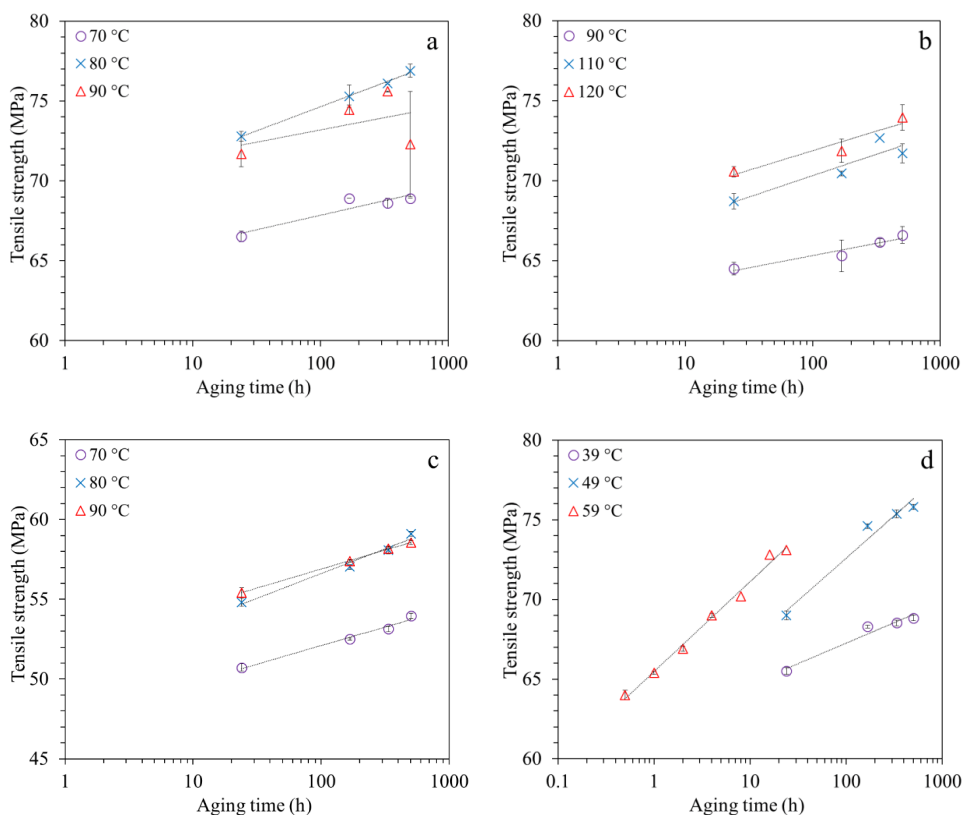 a
80
75
70
65
60
Tensile strength (MPa)
70 °C
80 °C
90 °C
1
10
100
1000
Aging time (h)
b
80
75
70
65
60
Tensile strength (MPa)
90 °C
110 °C
120 °C
1
10
100
1000
Aging time (h)
c
65
60
55
50
45
Tensile strength (MPa)
70 °C
80 °C
90 °C
1
10
100
1000
Aging time (h)
d
80
75
70
65
60
Tensile strength (MPa)
39 °C
49 °C
59 °C
0.1
1
10
100
1000
Aging time (h)